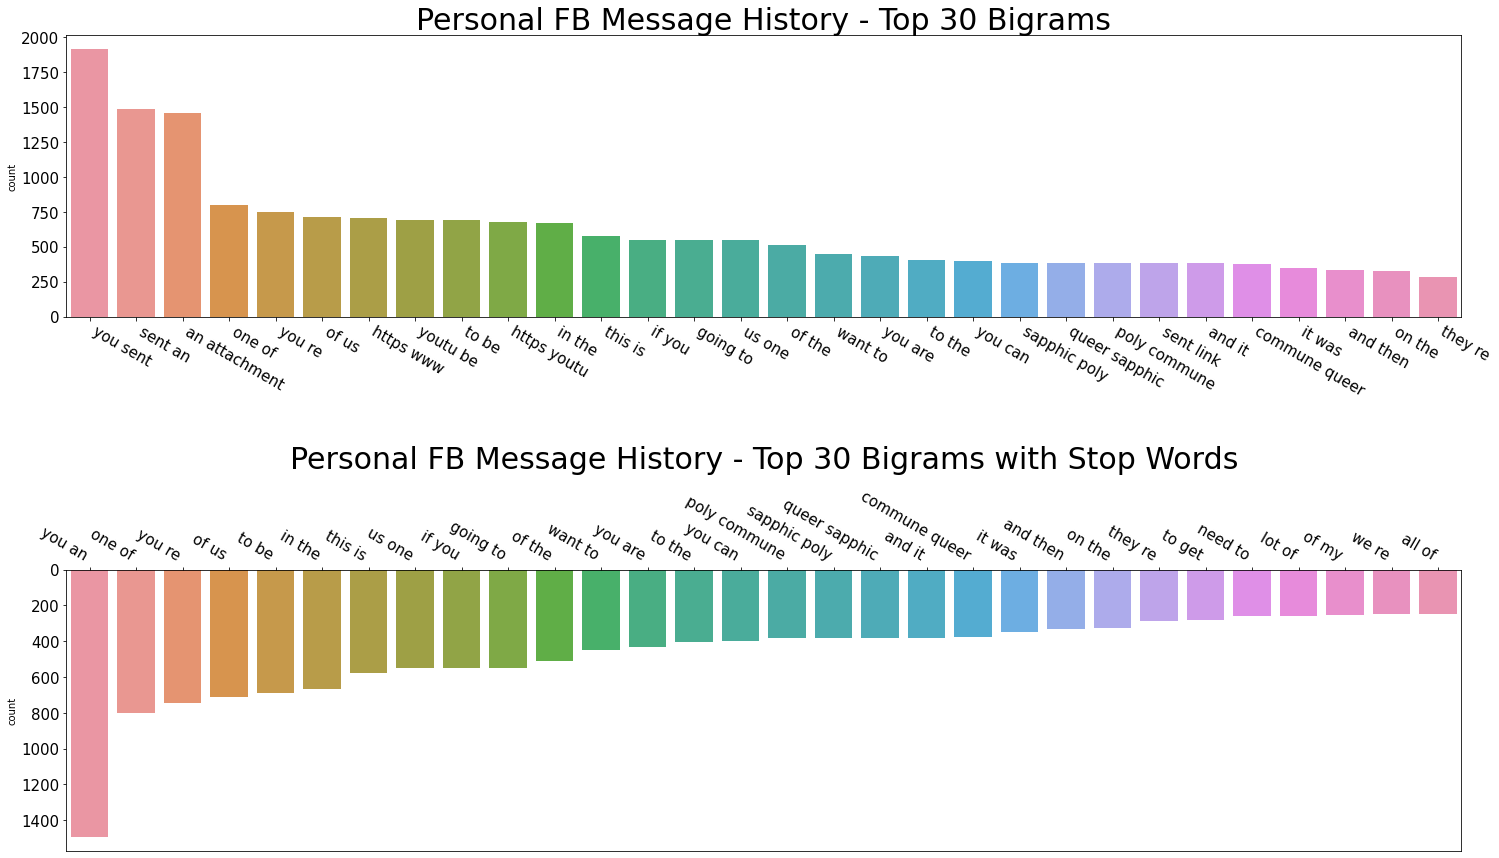 Personal FB Message History - Top 30 Bigrams
2000
1750
1500
1250
1000
750
500
250
0
count
you sent
sent an
an attachment
one of
you re
of us
https www
youtu be
to be
https youtu
in the
this is
if you
going to
us one
of the
want to
you are
to the
you can
sapphic poly
queer sapphic
poly commune
sent link
and it
commune queer
it was
and then
on the
they re
Personal FB Message History - Top 30 Bigrams with Stop Words
you an
one of
you re
of us
to be
in the
this is
us one
if you
going to
of the
want to
you are
to the
you can
poly commune
sapphic poly
queer sapphic
and it
commune queer
it was
and then
on the
they re
to get
need to
lot of
of my
we re
all of
0
200
400
600
800
1000
1200
1400
count